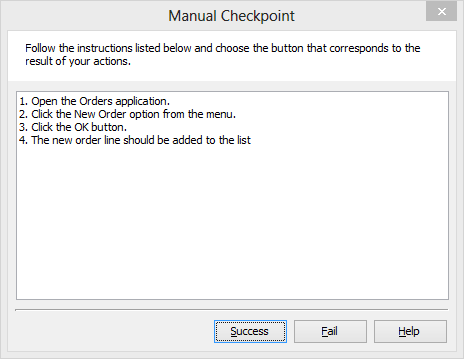 Manual Checkpoint
Follow the instructions listed below and choose the button that corresponds to the
result of your actions.
1. Open the Orders application.
2. Click the New Order option from the menu.
3. Click the OK button.
4. The new order line should be added to the list
Success Fail Help